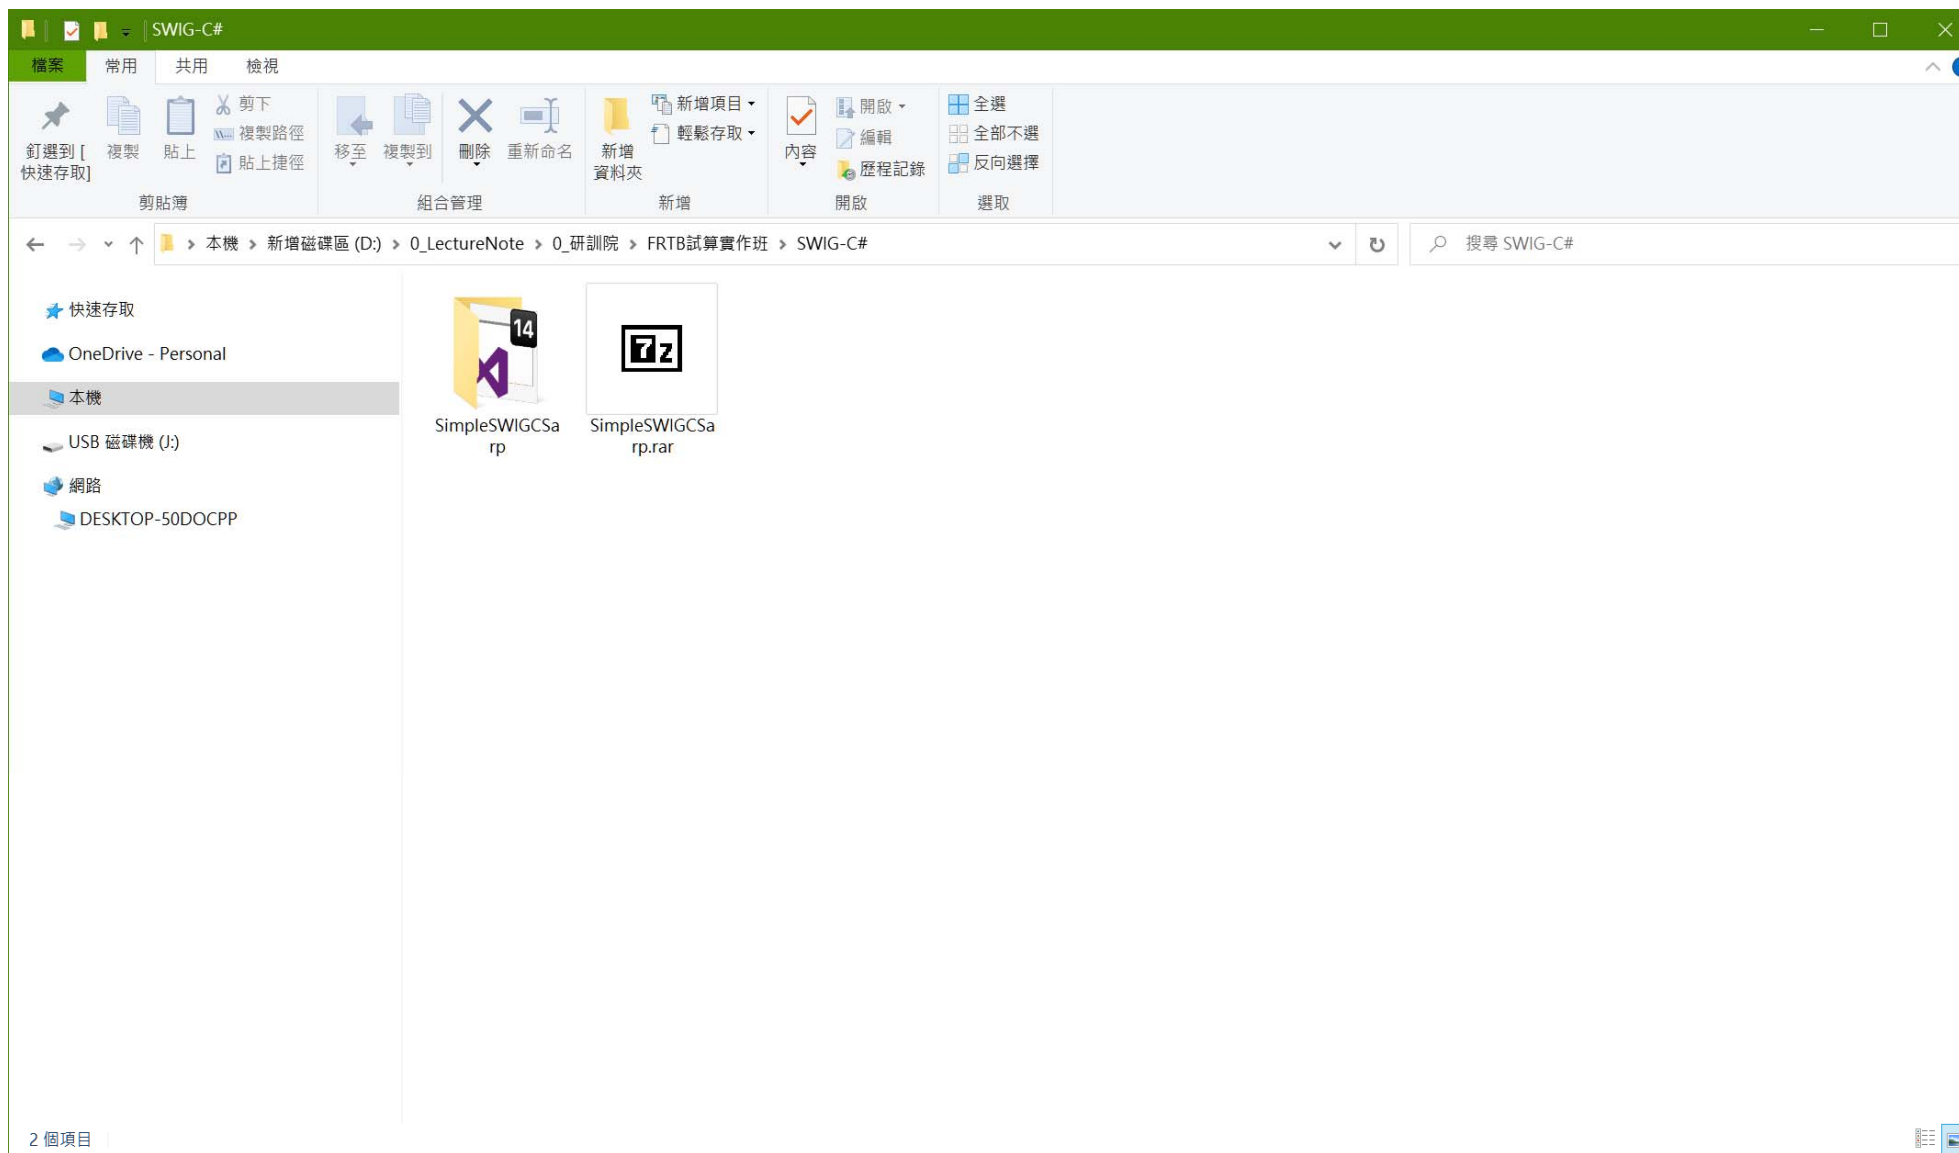 SWIG-C#
檔案 常用 共用 檢視
釘選到 [
快速存取]
複製
貼上
剪下
複製路徑
貼上捷徑
剪貼簿
移至
複製到
刪除
重新命名
組合管理
新增
資料夾
新增項目
輕鬆存取
新增
內容
開啟
編輯
歷程記錄
開啟
全選
全部不選
反向選擇
選取
本機 > 新增磁碟區 (D:) > 0_LectureNote > 0_研訓院 > FRTB試算實作班 > SWIG-C#
搜尋 SWIG-C#
快速存取
OneDrive - Personal
本機
USB 磁碟機 (J:)
網路
DESKTOP-50DOCPP
14
SimpleSWIGCSa
rp
7z
SimpleSWIGCSa
rp.rar
2 個項目